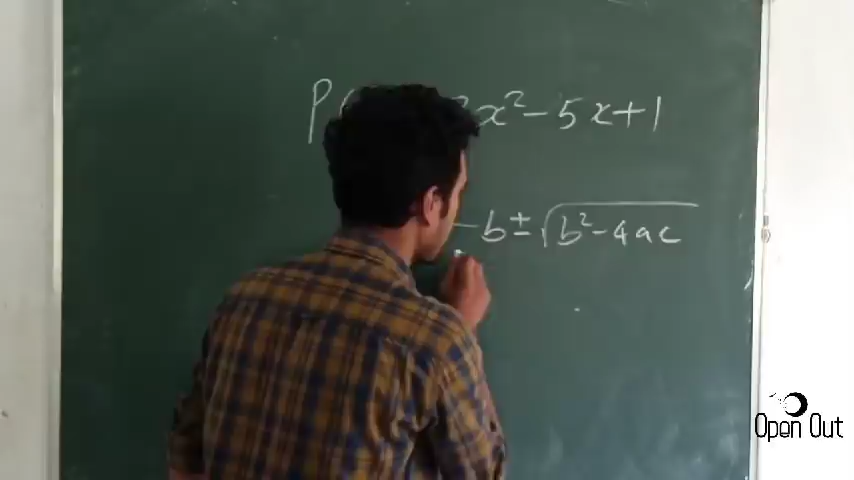 P( x² - 5x + 1
- b ± √b² - 4ac
Open Out